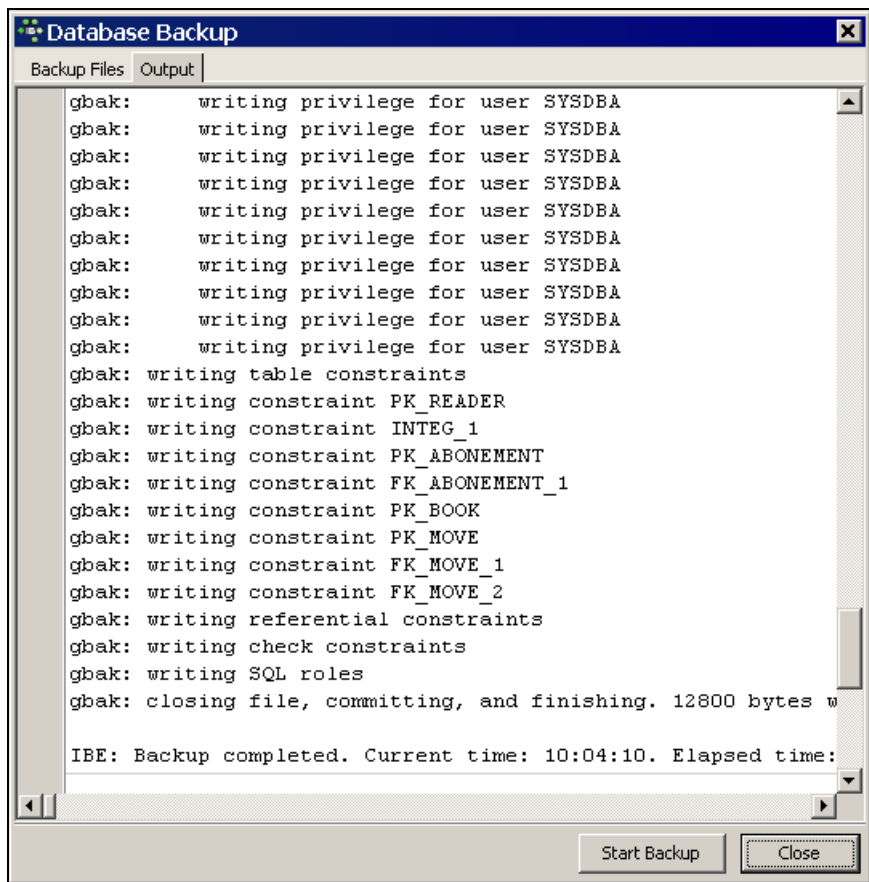 Database Backup
Backup Files Output
gbak: writing privilege for user SYSDBA
gbak: writing privilege for user SYSDBA
gbak: writing privilege for user SYSDBA
gbak: writing privilege for user SYSDBA
gbak: writing privilege for user SYSDBA
gbak: writing privilege for user SYSDBA
gbak: writing privilege for user SYSDBA
gbak: writing privilege for user SYSDBA
gbak: writing privilege for user SYSDBA
gbak: writing privilege for user SYSDBA
gbak: writing table constraints
gbak: writing constraint PK_READER
gbak: writing constraint INTEG_1
gbak: writing constraint PK_ABONEMENT
gbak: writing constraint FK_ABONEMENT_1
gbak: writing constraint PK_BOOK
gbak: writing constraint PK_MOVE
gbak: writing constraint FK_MOVE_1
gbak: writing constraint FK_MOVE_2
gbak: writing referential constraints
gbak: writing check constraints
gbak: writing SQL roles
gbak: closing file, committing, and finishing. 12800 bytes w
IBE: Backup completed. Current time: 10:04:10. Elapsed time:
Start Backup Close